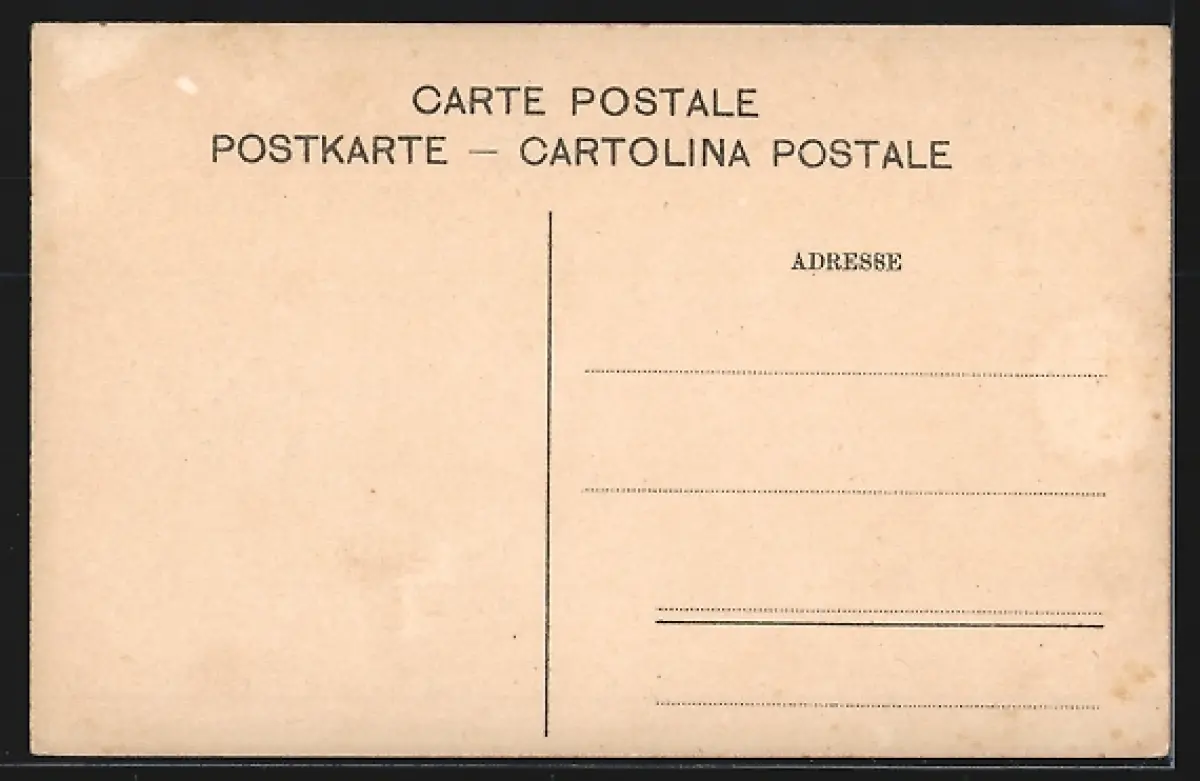 CARTE POSTALE
POSTKARTE — CARTOLINA POSTALE
ADRESSE